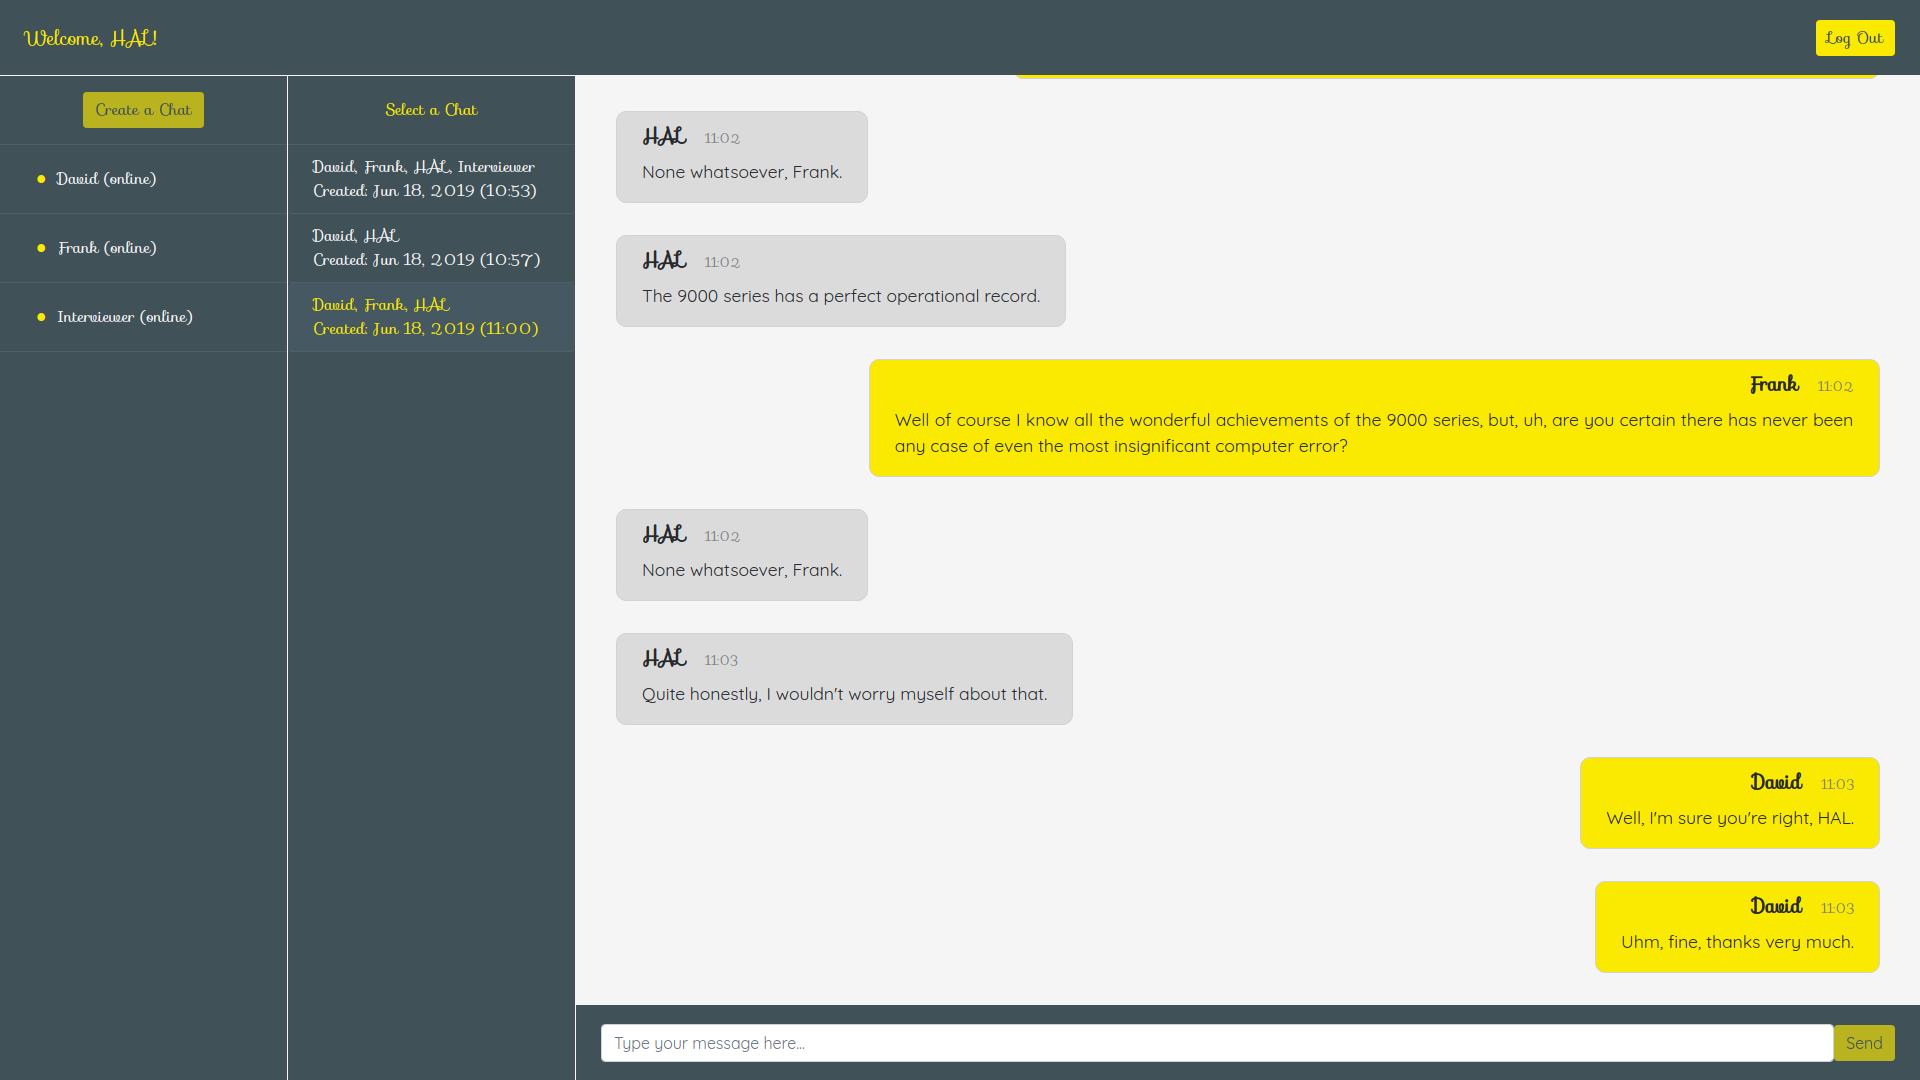 Welcome, HAL!
Log Out
Create a Chat
David (online)
Frank (online)
Interviewer (online)
Select a Chat
David, Frank, HAL, Interviewer
Created: Jun 18, 2019 (10:53)
David, HAL
Created: Jun 18, 2019 (10:57)
David, Frank, HAL
Created: Jun 18, 2019 (11:00)
HAL 11:02
None whatsoever, Frank.
HAL 11:02
The 9000 series has a perfect operational record.
Frank 11:02
Well of course I know all the wonderful achievements of the 9000 series, but, uh, are you certain there has never been
any case of even the most insignificant computer error?
HAL 11:02
None whatsoever, Frank.
HAL 11:03
Quite honestly, I wouldn't worry myself about that.
David 11:03
Well, I'm sure you're right, HAL.
David 11:03
Uhm, fine, thanks very much.
Type your message here...
Send